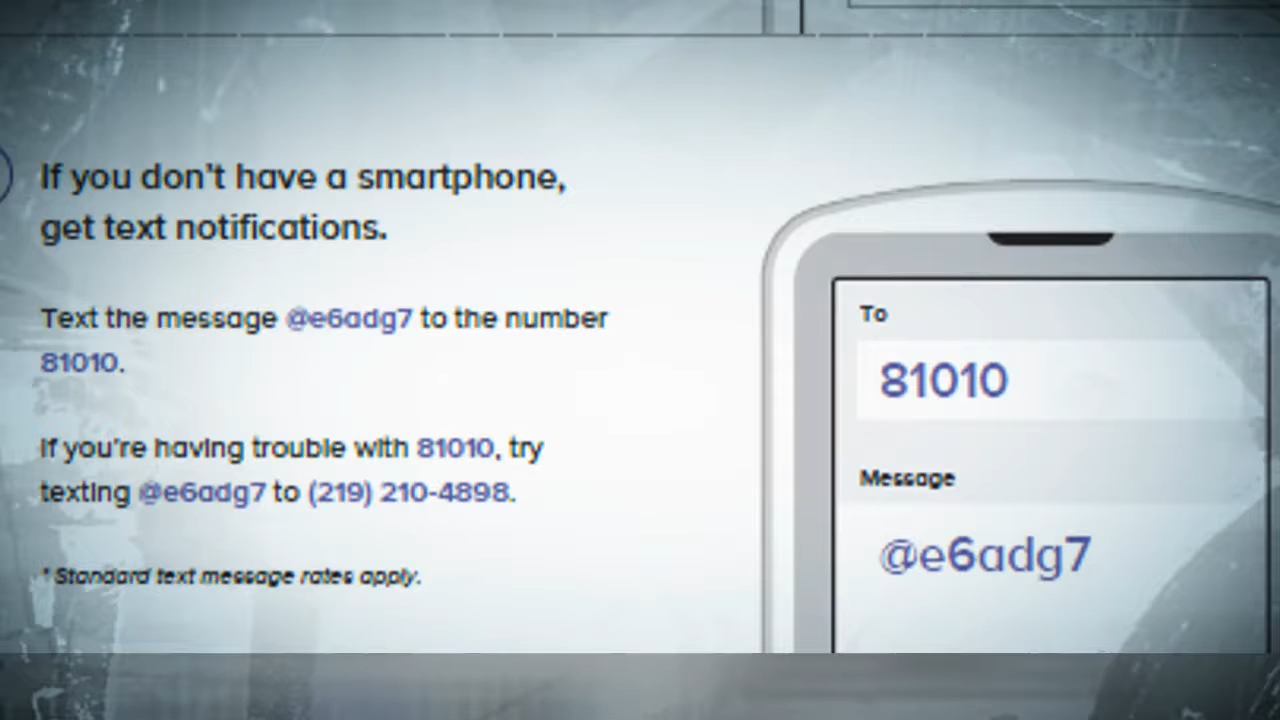 If you don't have a smartphone,
get text notifications.
Text the message @e6adg7 to the number
81010.
If you're having trouble with 81010, try
texting @e6adg7 to (219) 210-4898.
* Standard text message rates apply.
To
81010
Message
@e6adg7